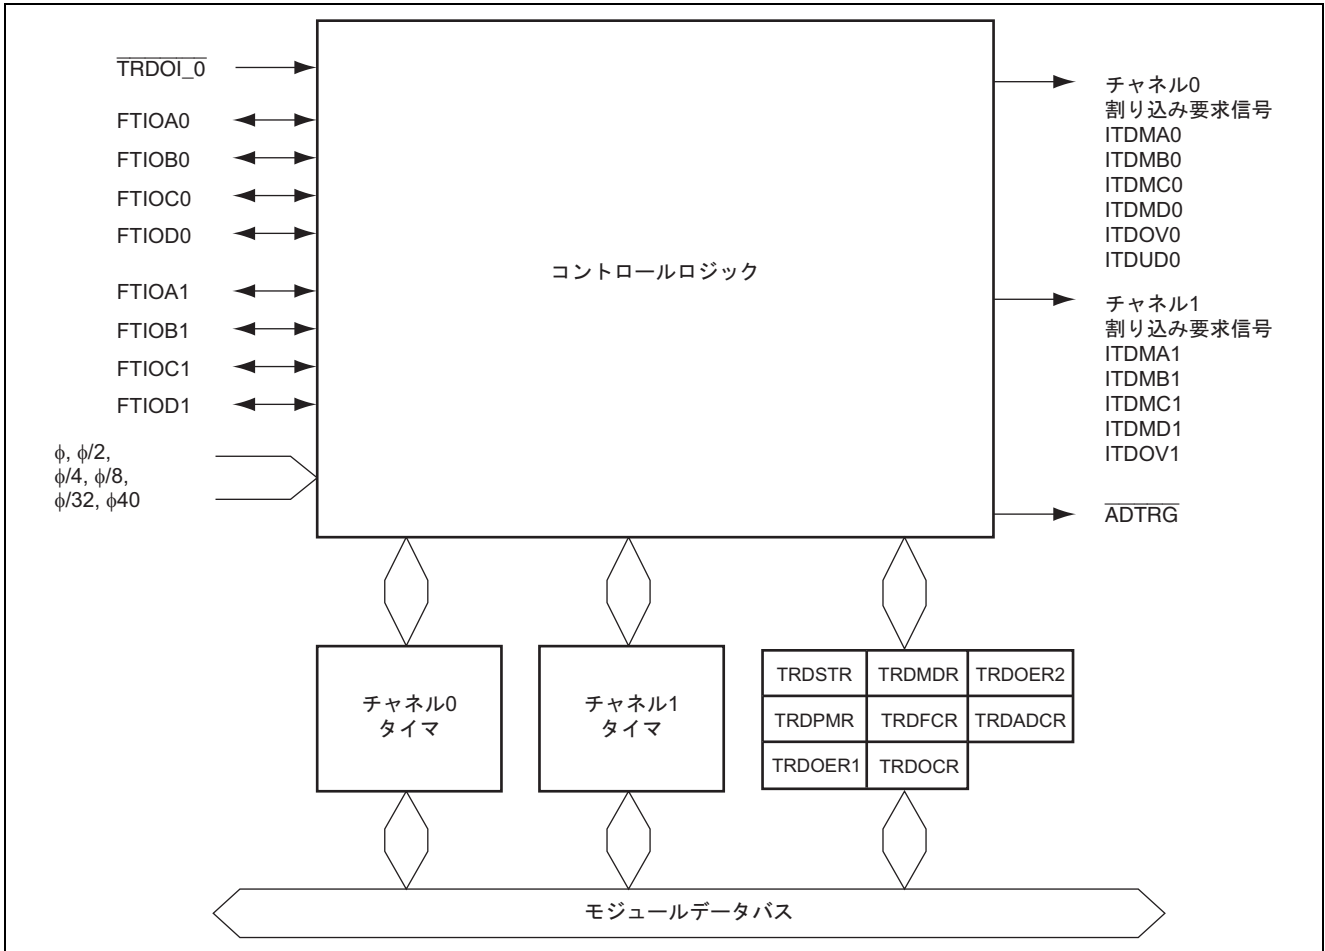 TRDOI_0
FTIOA0
FTIOB0
FTIOC0
FTIOD0
FTIOA1
FTIOB1
FTIOC1
FTIOD1
φ, φ/2,
φ/4, φ/8,
φ/32, φ40
コントロールロジック
チャネル0
割り込み要求信号
ITDMA0
ITDMB0
ITDMC0
ITDMD0
ITDOV0
ITDUD0
チャネル1
割り込み要求信号
ITDMA1
ITDMB1
ITDMC1
ITDMD1
ITDOV1
ADTRG
チャネル0
タイマ
チャネル1
タイマ
TRDSTR TRDMDR TRDOER2
TRDPMR TRDFCR TRDADCR
TRDOER1 TRDOCR
モジュールデータバス